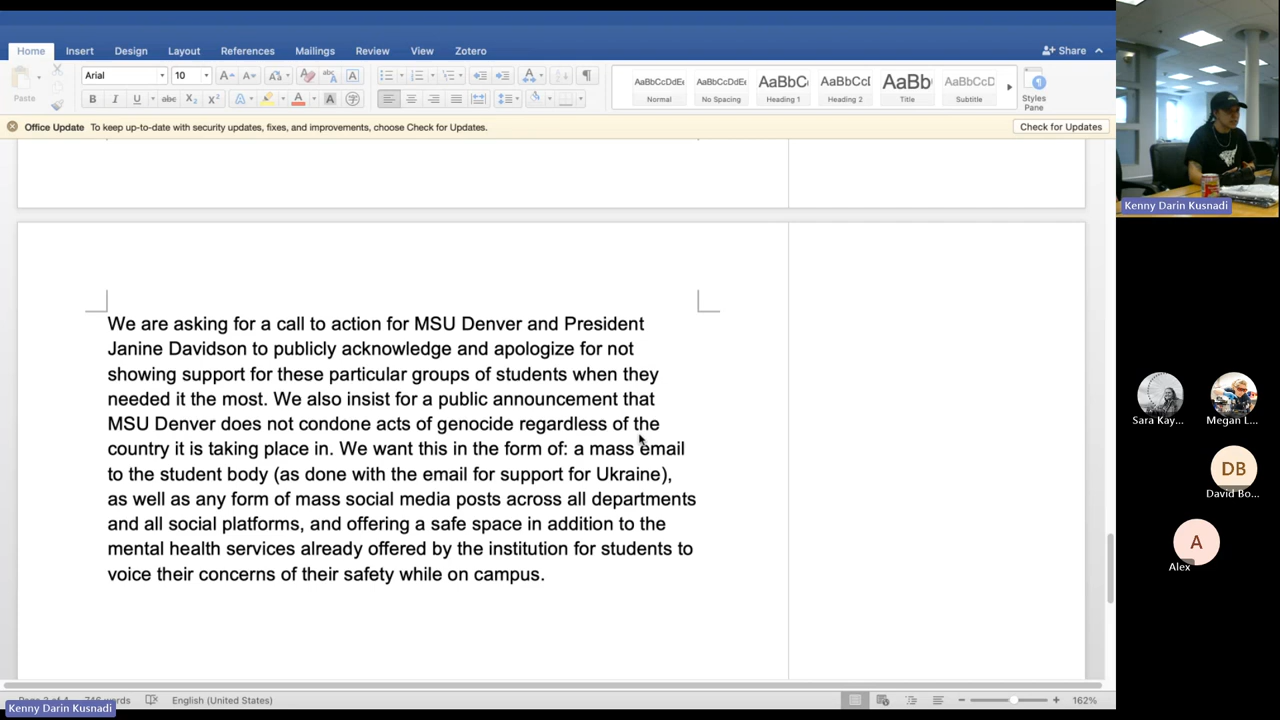 Home Insert Design Layout References Mailings Review View Zotero
Share
Arial 10
Paste
AaBbCcDdEe AaBbCcDdEe AaBbC AaBbCcI AaBb AaBbCcD
Normal No Spacing Heading 1 Heading 2 Title Subtitle
Styles
Pane
Office Update To keep up-to-date with security updates, fixes, and improvements, choose Check for Updates.
Check for Updates
We are asking for a call to action for MSU Denver and President
Janine Davidson to publicly acknowledge and apologize for not
showing support for these particular groups of students when they
needed it the most. We also insist for a public announcement that
MSU Denver does not condone acts of genocide regardless of the
country it is taking place in. We want this in the form of: a mass email
to the student body (as done with the email for support for Ukraine),
as well as any form of mass social media posts across all departments
and all social platforms, and offering a safe space in addition to the
mental health services already offered by the institution for students to
voice their concerns of their safety while on campus.
English (United States)
162%
Kenny Darin Kusnadi
Kenny Darin Kusnadi
Sara Kay...
Megan L...
DB
David Bo...
A
Alex